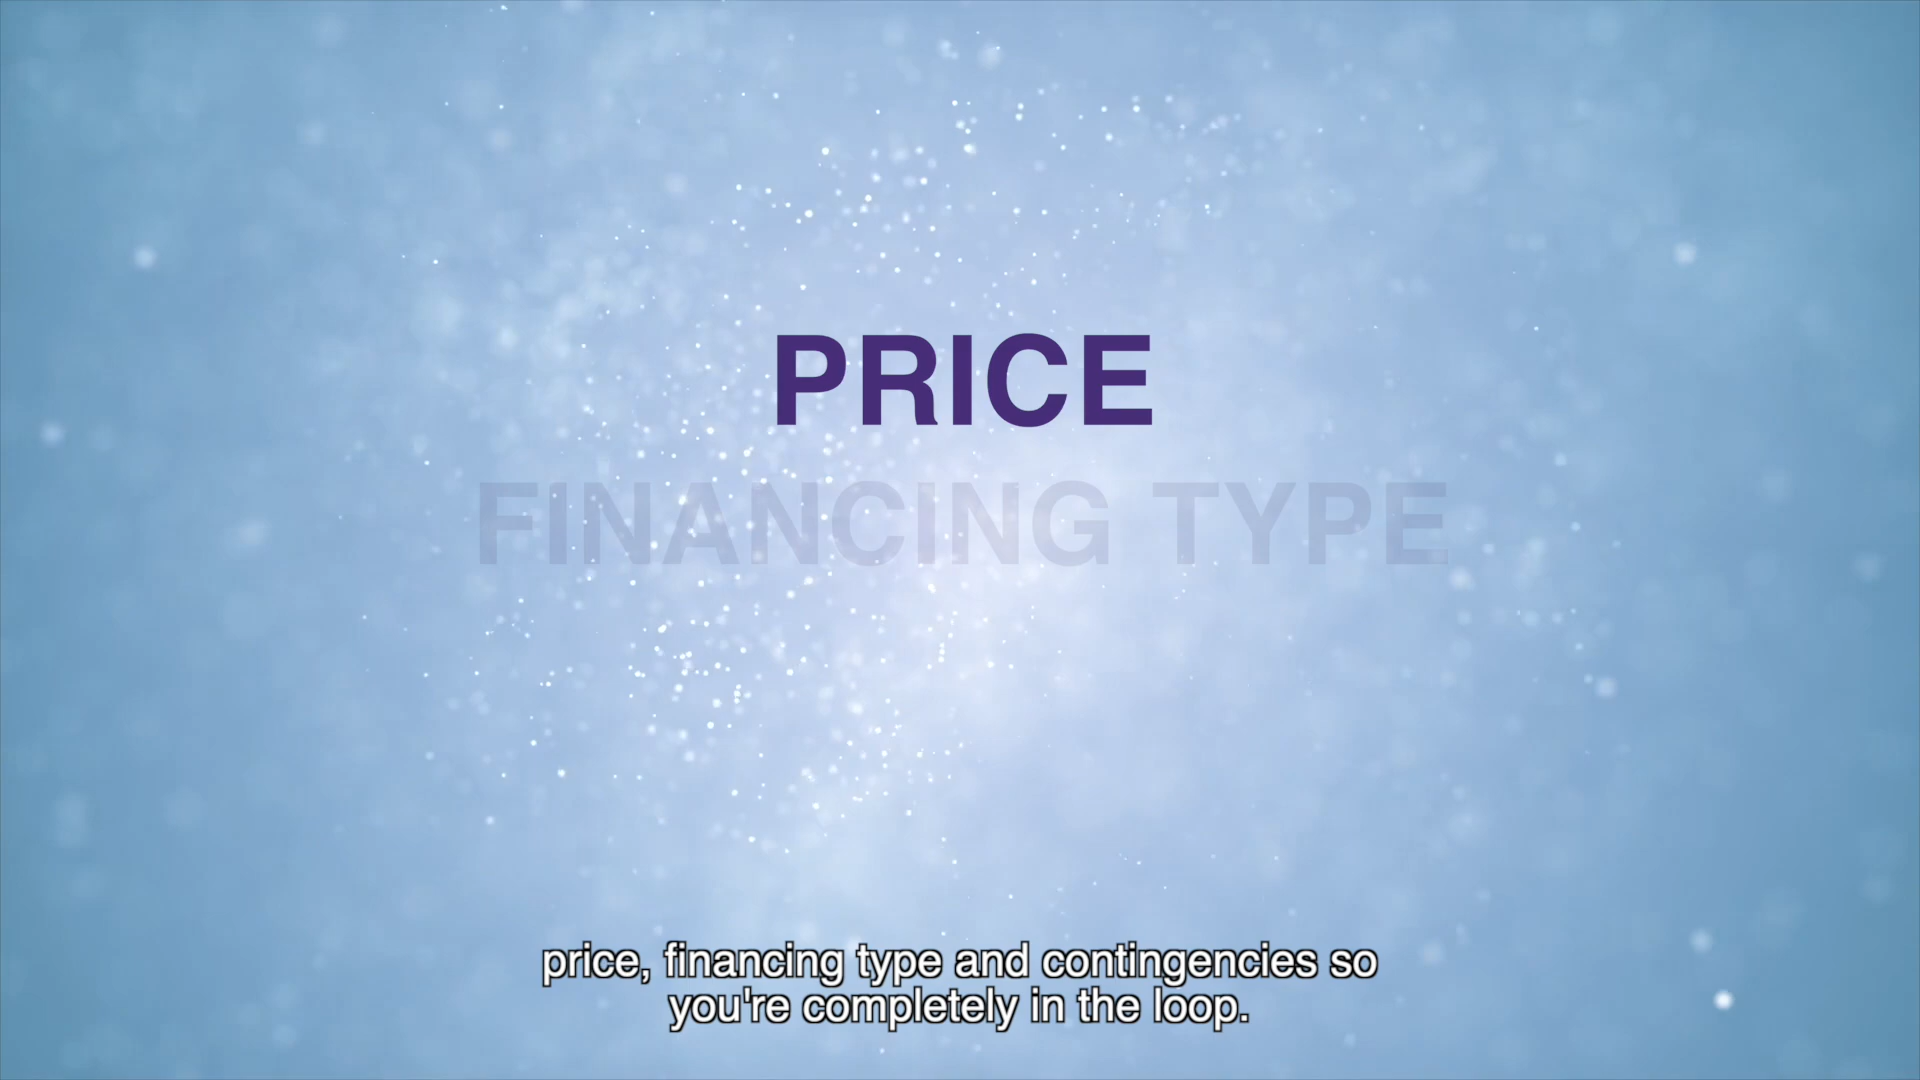 PRICE
FINANCING TYPE
price, financing type and contingencies so
you're completely in the loop.